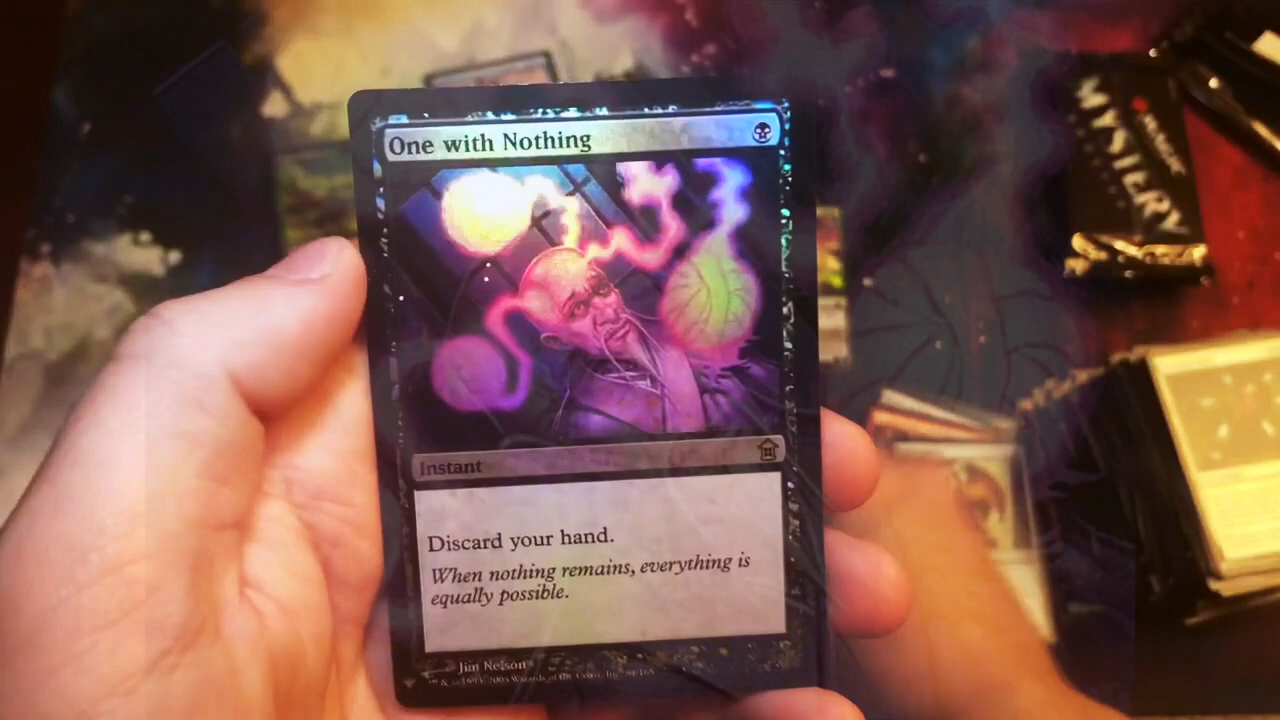 One with Nothing
Instant
Discard your hand.
When nothing remains, everything is
equally possible.
Jim Nelson
MYSTERY